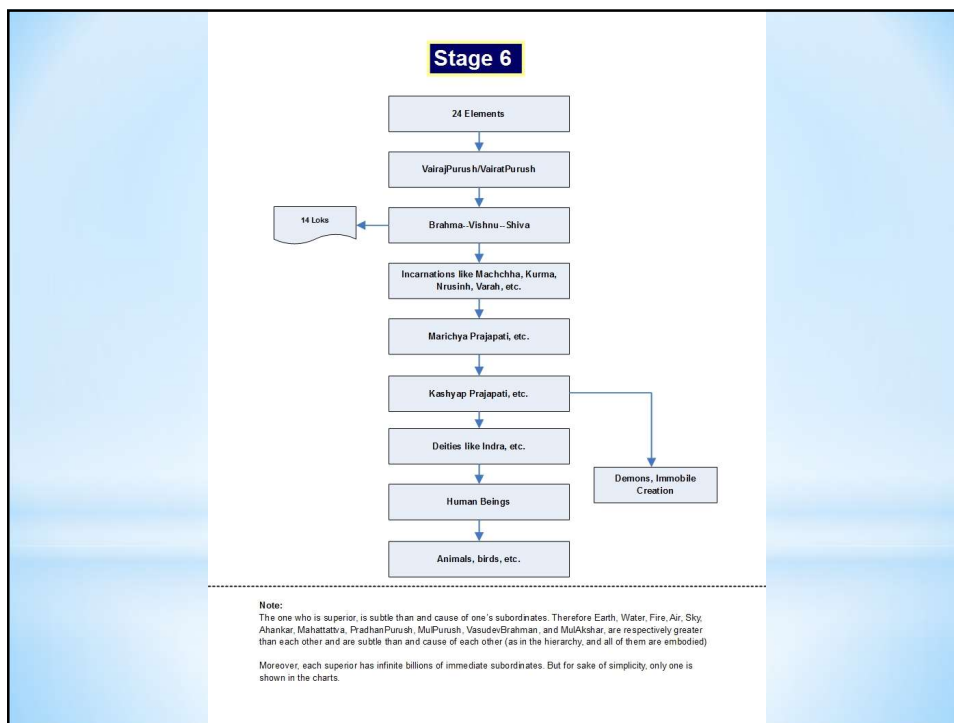 Stage 6
24 Elements
VairajPurush/VairatPurush
14 Loks
Brahma--Vishnu--Shiva
Incarnations like Machchha, Kurma,
Nrusinh, Varah, etc.
Marichya Prajapati, etc.
Kashyap Prajapati, etc.
Deities like Indra, etc.
Demons, Immobile
Creation
Human Beings
Animals, birds, etc.
Note:
The one who is superior, is subtle than and cause of one's subordinates. Therefore Earth, Water, Fire, Air, Sky,
Ahankar, Mahattattva, PradhanPurush, MulPurush, VasudevBrahman, and MulAkshar, are respectively greater
than each other and are subtle than and cause of each other (as in the hierarchy, and all of them are embodied)
Moreover, each superior has infinite billions of immediate subordinates. But for sake of simplicity, only one is
shown in the charts.